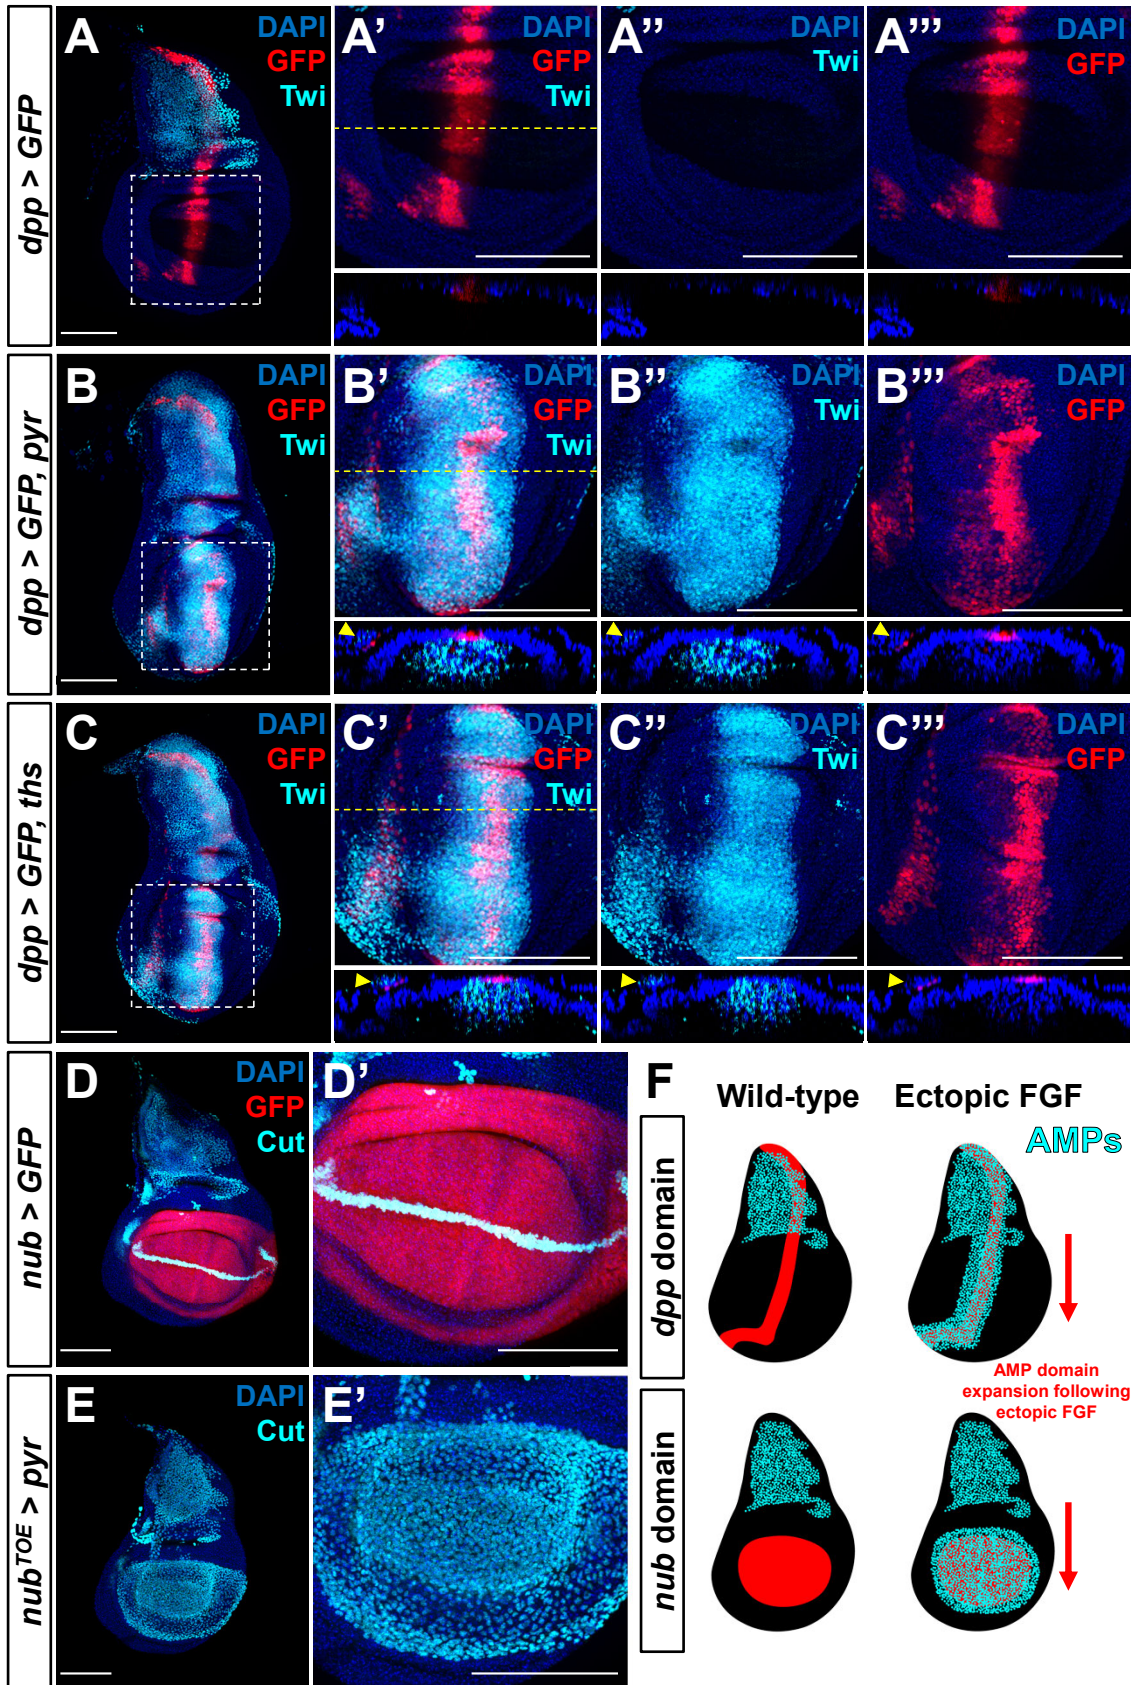 dpp > GFP
A
DAPI
GFP
Twi
A'
DAPI
GFP
Twi
A''
DAPI
Twi
A'''
DAPI
GFP
dpp > GFP, pyr
B
DAPI
GFP
Twi
B'
DAPI
GFP
Twi
B''
DAPI
Twi
B'''
DAPI
GFP
dpp > GFP, ths
C
DAPI
GFP
Twi
C'
DAPI
GFP
Twi
C''
DAPI
Twi
C'''
DAPI
GFP
nub > GFP
D
DAPI
GFP
Cut
D'
nubTOE > pyr
E
DAPI
Cut
E'
F
Wild-type
Ectopic FGF
AMPs
dpp domain
AMP domain
expansion following
ectopic FGF
nub domain